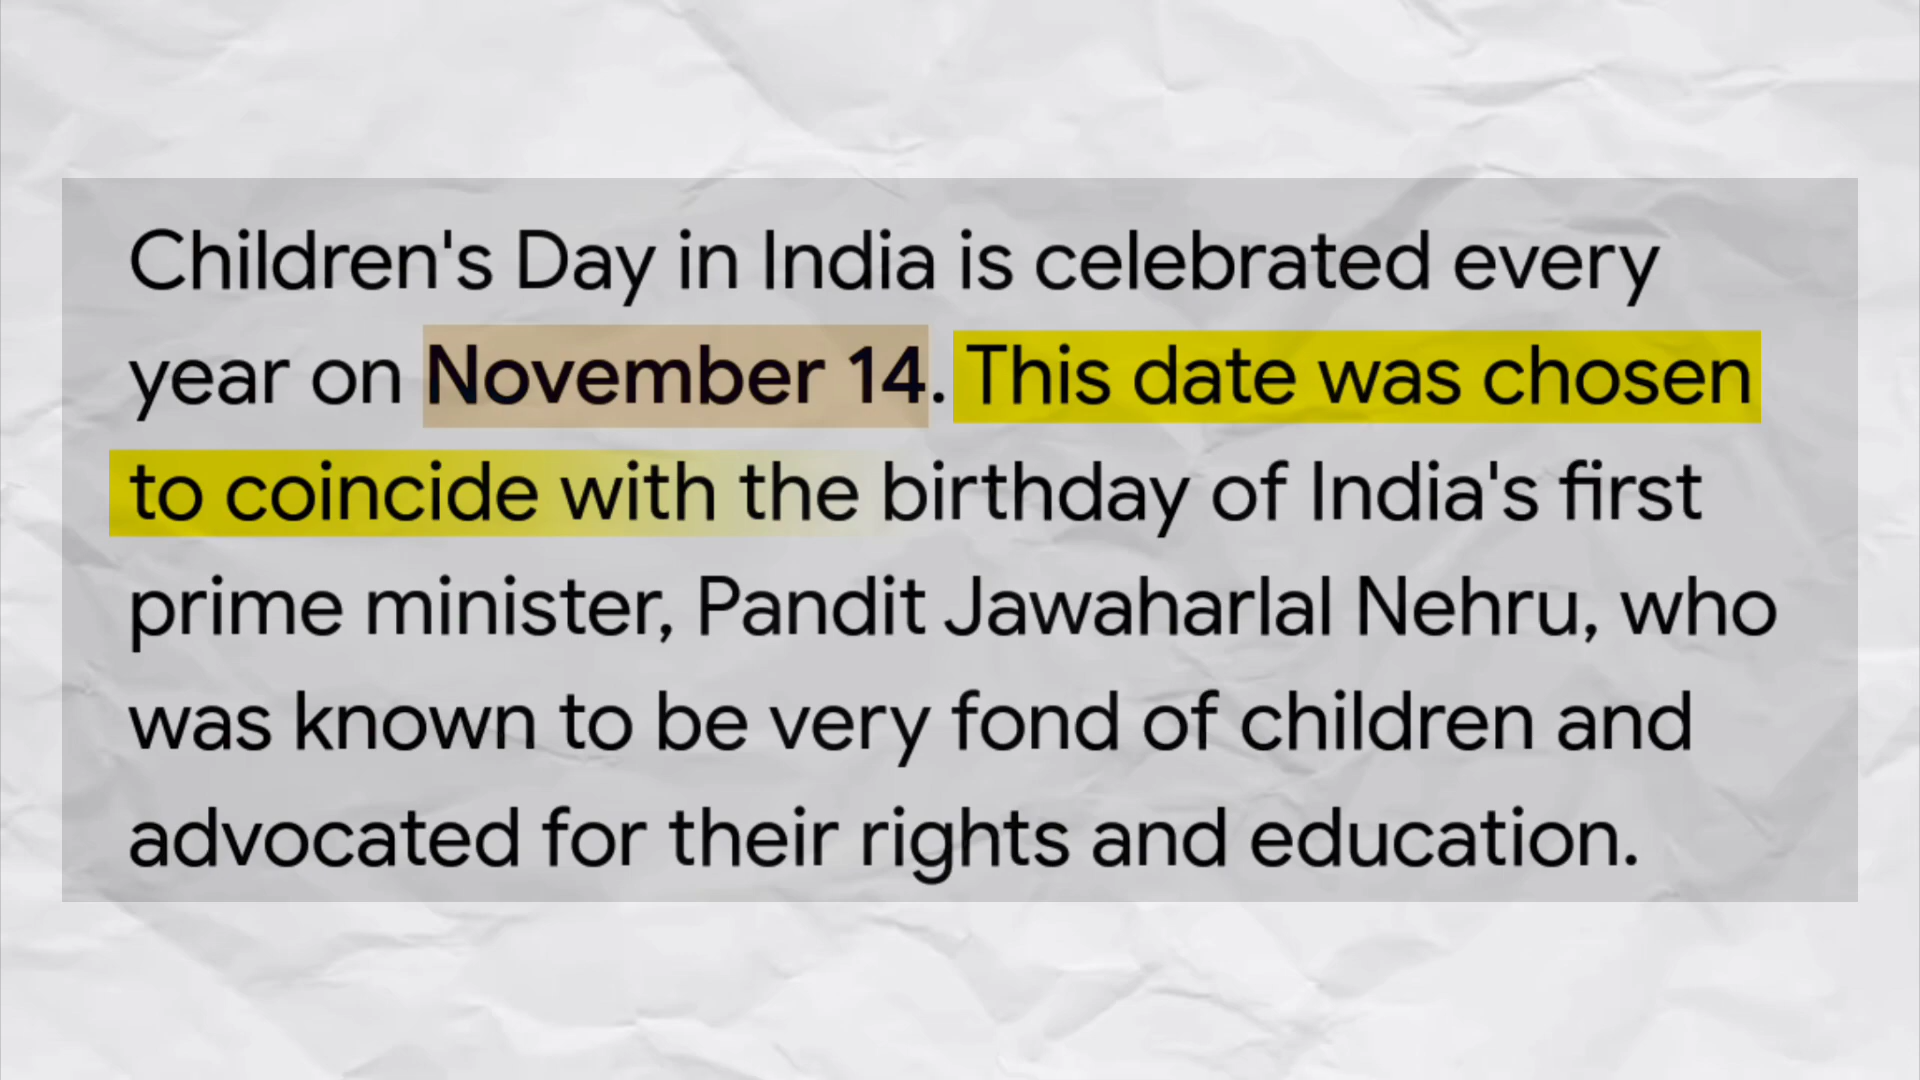 Children's Day in India is celebrated every
year on November 14. This date was chosen
to coincide with the birthday of India's first
prime minister, Pandit Jawaharlal Nehru, who
was known to be very fond of children and
advocated for their rights and education.